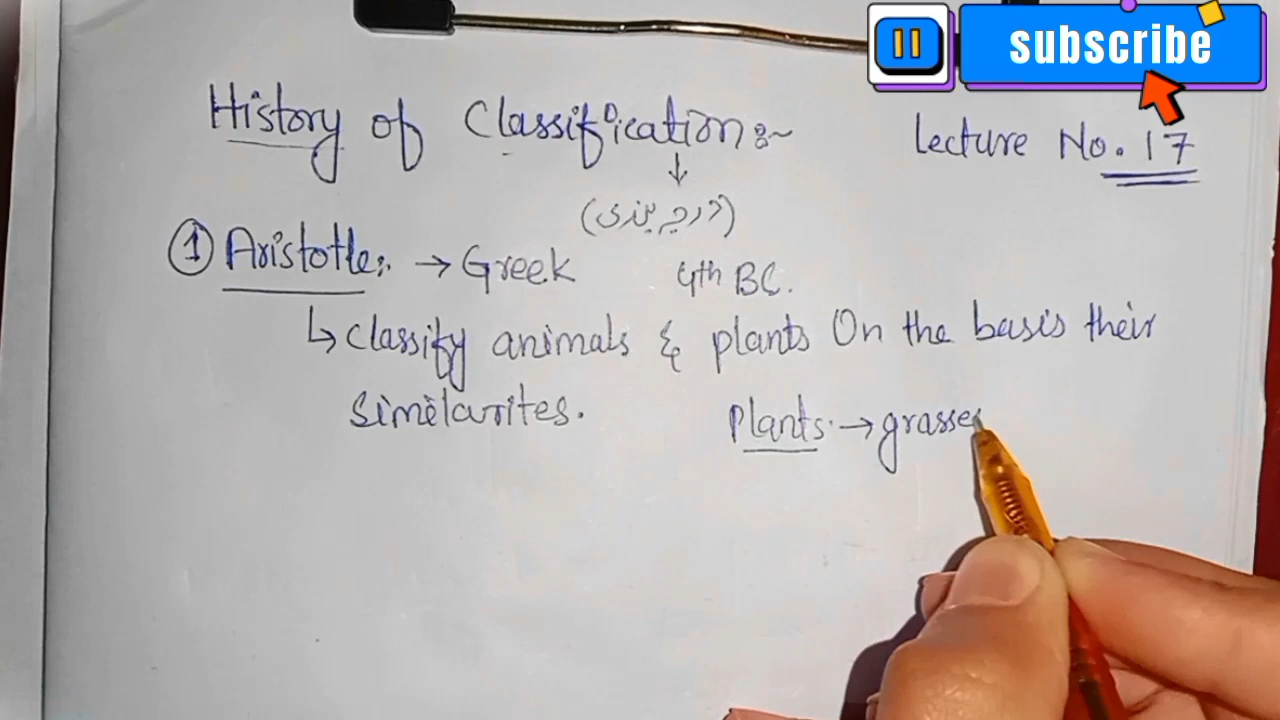 subscribe
History of Classification:~
Lecture No. 17
(درجہ بندی)
① Aristotle:. → Greek 4th BC.
↳ Classify animals & plants On the basis their
Similarites.
Plants. → grasses